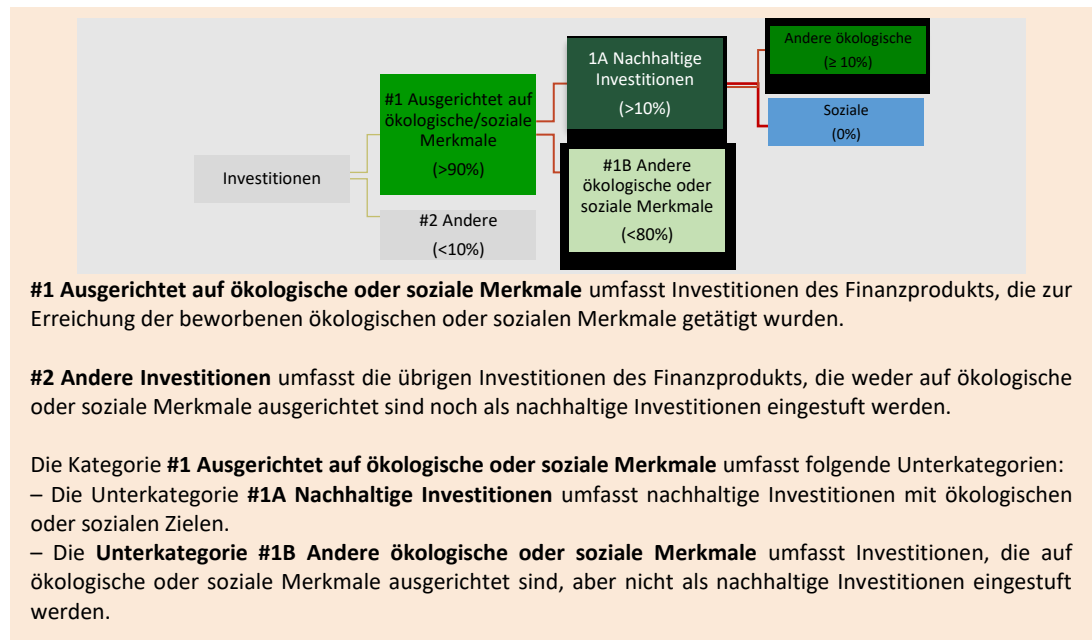 Investitionen
#1 Ausgerichtet auf
ökologische/soziale
Merkmale
(>90%)
#2 Andere
(<10%)
1A Nachhaltige
Investitionen
(>10%)
#1B Andere
ökologische oder
soziale Merkmale
(<80%)
Andere ökologische
(≥ 10%)
Soziale
(0%)
#1 Ausgerichtet auf ökologische oder soziale Merkmale umfasst Investitionen des Finanzprodukts, die zur
Erreichung der beworbenen ökologischen oder sozialen Merkmale getätigt wurden.
#2 Andere Investitionen umfasst die übrigen Investitionen des Finanzprodukts, die weder auf ökologische
oder soziale Merkmale ausgerichtet sind noch als nachhaltige Investitionen eingestuft werden.
Die Kategorie #1 Ausgerichtet auf ökologische oder soziale Merkmale umfasst folgende Unterkategorien:
– Die Unterkategorie #1A Nachhaltige Investitionen umfasst nachhaltige Investitionen mit ökologischen
oder sozialen Zielen.
– Die Unterkategorie #1B Andere ökologische oder soziale Merkmale umfasst Investitionen, die auf
ökologische oder soziale Merkmale ausgerichtet sind, aber nicht als nachhaltige Investitionen eingestuft
werden.